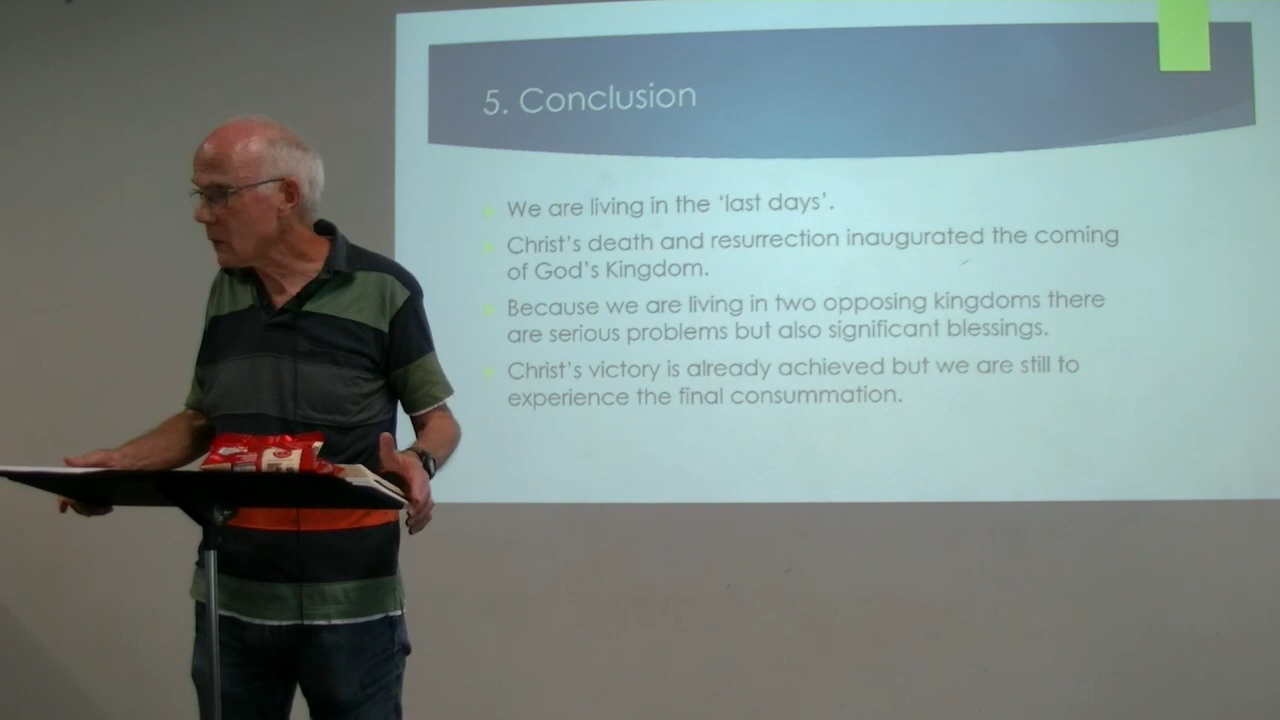 5. Conclusion
We are living in the ‘last days’.
Christ’s death and resurrection inaugurated the coming
of God’s Kingdom.
Because we are living in two opposing kingdoms there
are serious problems but also significant blessings.
Christ’s victory is already achieved but we are still to
experience the final consummation.